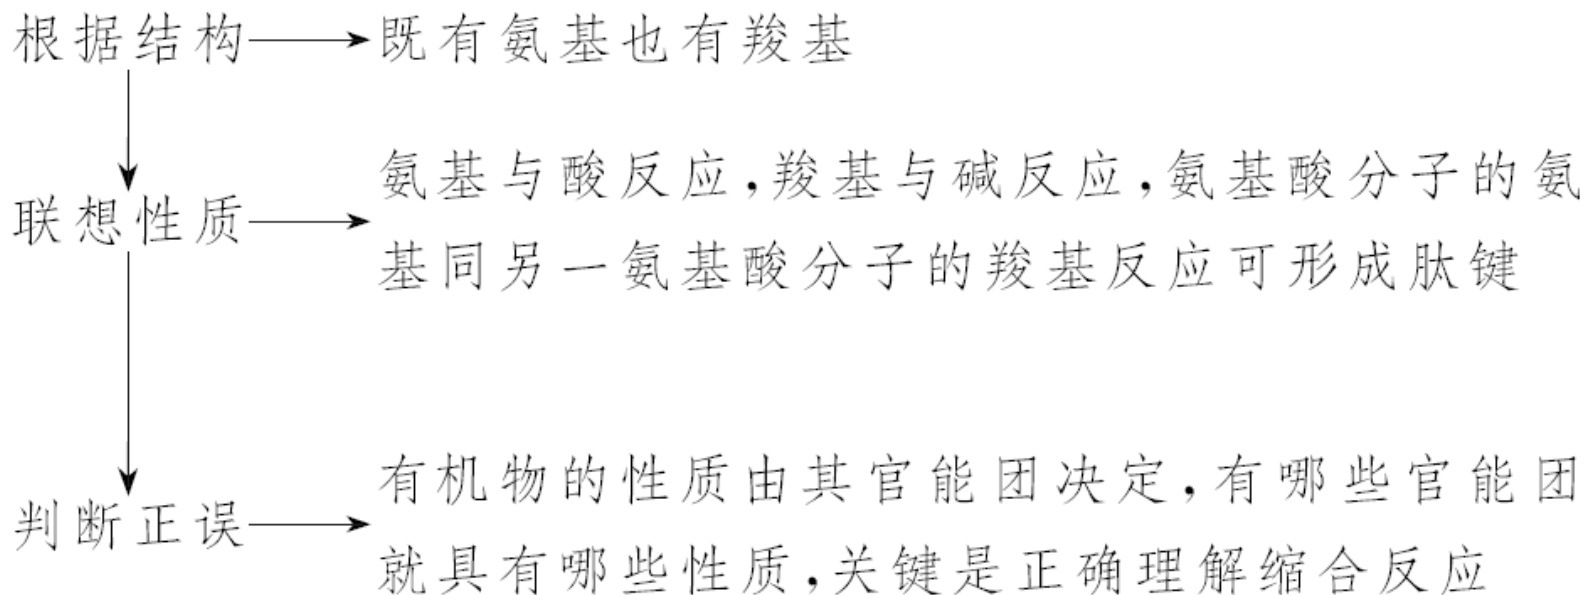 根据结构→既有氨基也有羧基
氨基与酸反应,羧基与碱反应,氨基酸分子的氨
联想性质→
基同另一氨基酸分子的羧基反应可形成肽键
有机物的性质由其官能团决定,有哪些官能团
判断正误→
就具有哪些性质,关键是正确理解缩合反应